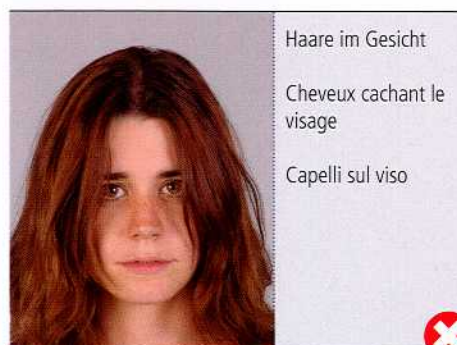 Haare im Gesicht
Cheveux cachant le
visage
Capelli sul viso